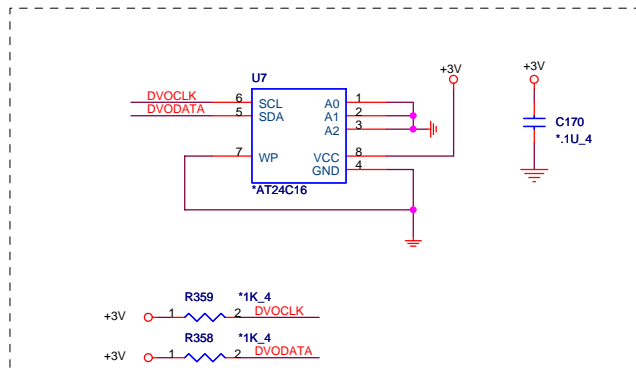 U7
+3V
+3V
DVOCLK 6 SCL A0 1
DVODATA 5 SDA A1 2
A2 3
C170
*.1U_4
7 WP VCC 8
GND 4
*AT24C16
R359 *1K_4
+3V 1 2 DVOCLK
R358 *1K_4
+3V 1 2 DVODATA